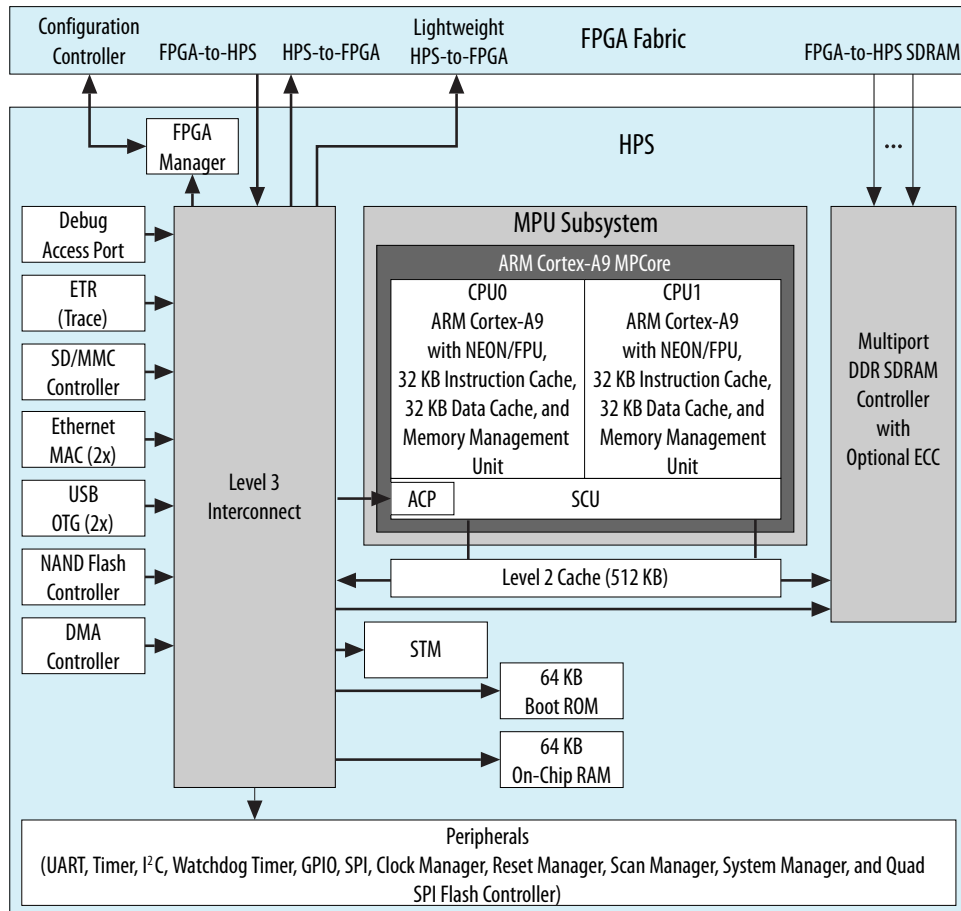 Configuration
Controller
FPGA-to-HPS
HPS-to-FPGA
Lightweight
HPS-to-FPGA
FPGA Fabric
FPGA-to-HPS SDRAM
FPGA
Manager
HPS
...
Debug
Access Port
ETR
(Trace)
SD/MMC
Controller
Ethernet
MAC (2x)
USB
OTG (2x)
NAND Flash
Controller
DMA
Controller
Level 3
Interconnect
MPU Subsystem
ARM Cortex-A9 MPCore
CPU0
ARM Cortex-A9
with NEON/FPU,
32 KB Instruction Cache,
32 KB Data Cache, and
Memory Management
Unit
CPU1
ARM Cortex-A9
with NEON/FPU,
32 KB Instruction Cache,
32 KB Data Cache, and
Memory Management
Unit
ACP
SCU
Level 2 Cache (512 KB)
Multiport
DDR SDRAM
Controller
with
Optional ECC
STM
64 KB
Boot ROM
64 KB
On-Chip RAM
Peripherals
(UART, Timer, I²C, Watchdog Timer, GPIO, SPI, Clock Manager, Reset Manager, Scan Manager, System Manager, and Quad
SPI Flash Controller)